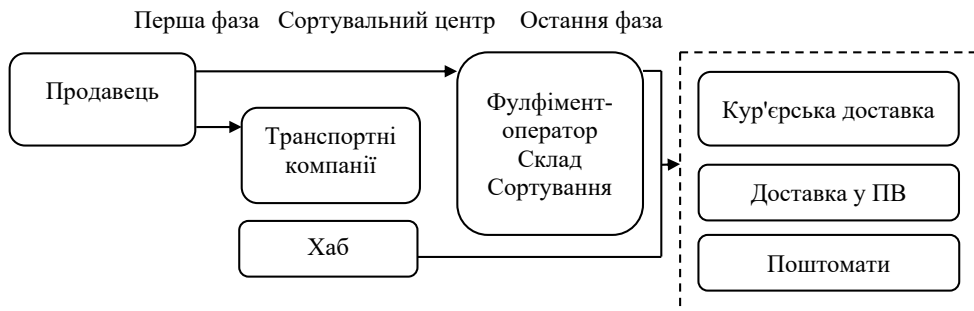 Перша фаза Сортувальний центр Остання фаза
Продавець
Транспортні
компанії
Хаб
Фулфімент-
оператор
Склад
Сортування
Кур'єрська доставка
Доставка у ПВ
Поштомати